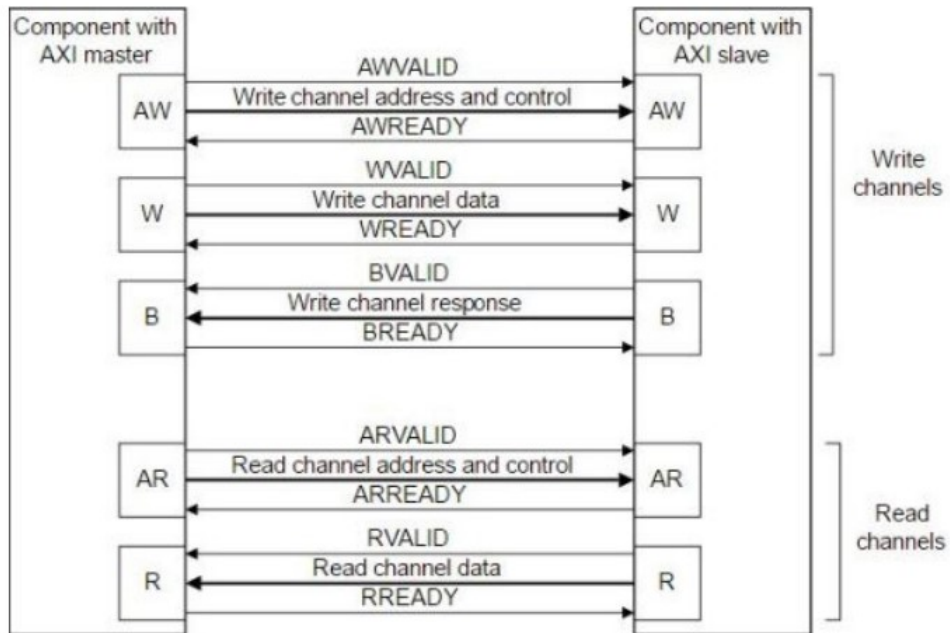 Component with
AXI master
Component with
AXI slave
AWVALID
AW
Write channel address and control
AW
AWREADY
WVALID
W
Write channel data
W
WREADY
Write
channels
BVALID
B
Write channel response
B
BREADY
ARVALID
AR
Read channel address and control
AR
ARREADY
RVALID
R
Read channel data
R
RREADY
Read
channels